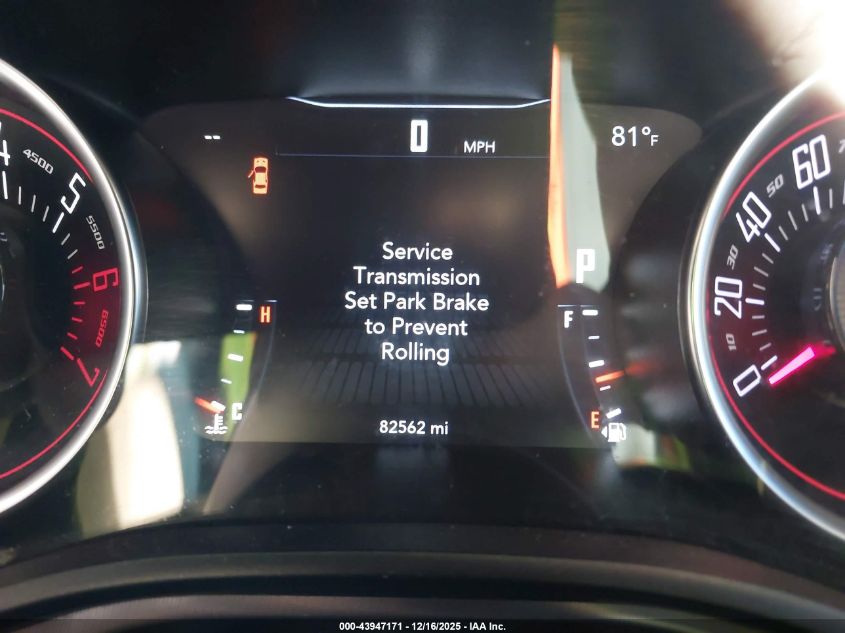 0 MPH
-- 81°F
4 4500 5 5500 6 6500 7
Service
Transmission
Set Park Brake
to Prevent
Rolling
P
H
C
F
E
82562 mi
0 10 20 30 40 50 60
000-43947171 - 12/16/2025 - IAA Inc.